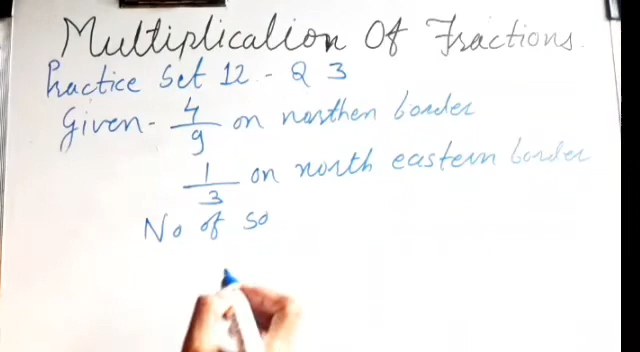 Multiplication Of Fractions.
Practice Set 12 - Q 3
Given - 4/9 on northen border
1/3 on north eastern border
No of so